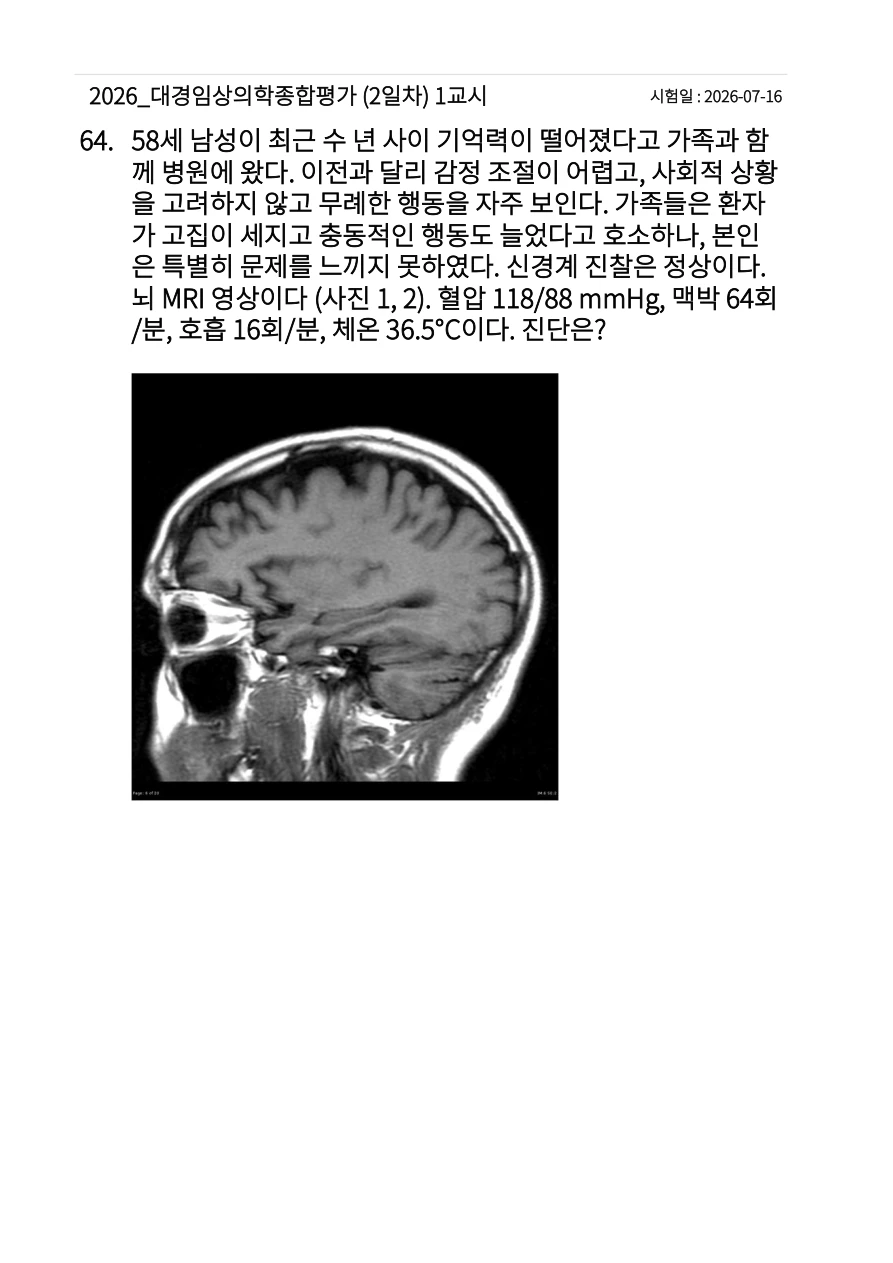 2026_대경임상의학종합평가 (2일차) 1교시
시험일 : 2026-07-16
64. 58세 남성이 최근 수 년 사이 기억력이 떨어졌다고 가족과 함
께 병원에 왔다. 이전과 달리 감정 조절이 어렵고, 사회적 상황
을 고려하지 않고 무례한 행동을 자주 보인다. 가족들은 환자
가 고집이 세지고 충동적인 행동도 늘었다고 호소하나, 본인
은 특별히 문제를 느끼지 못하였다. 신경계 진찰은 정상이다.
뇌 MRI 영상이다 (사진 1, 2). 혈압 118/88 mmHg, 맥박 64회
/분, 호흡 16회/분, 체온 36.5°C이다. 진단은?